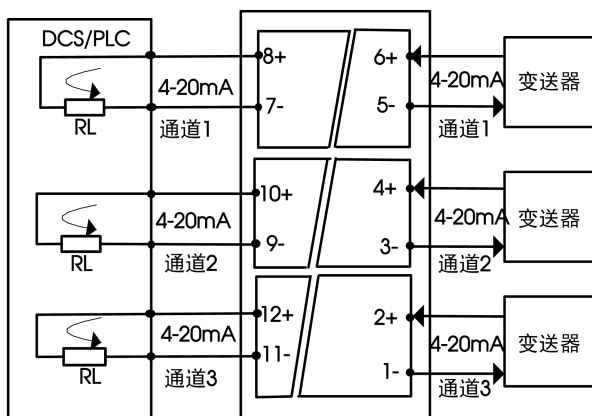 DCS/PLC
8+
6+
4-20mA
4-20mA
变送器
7-
5-
RL
通道1
通道1
10+
4+
4-20mA
4-20mA
变送器
9-
3-
RL
通道2
通道2
12+
2+
4-20mA
4-20mA
变送器
11-
1-
RL
通道3
通道3